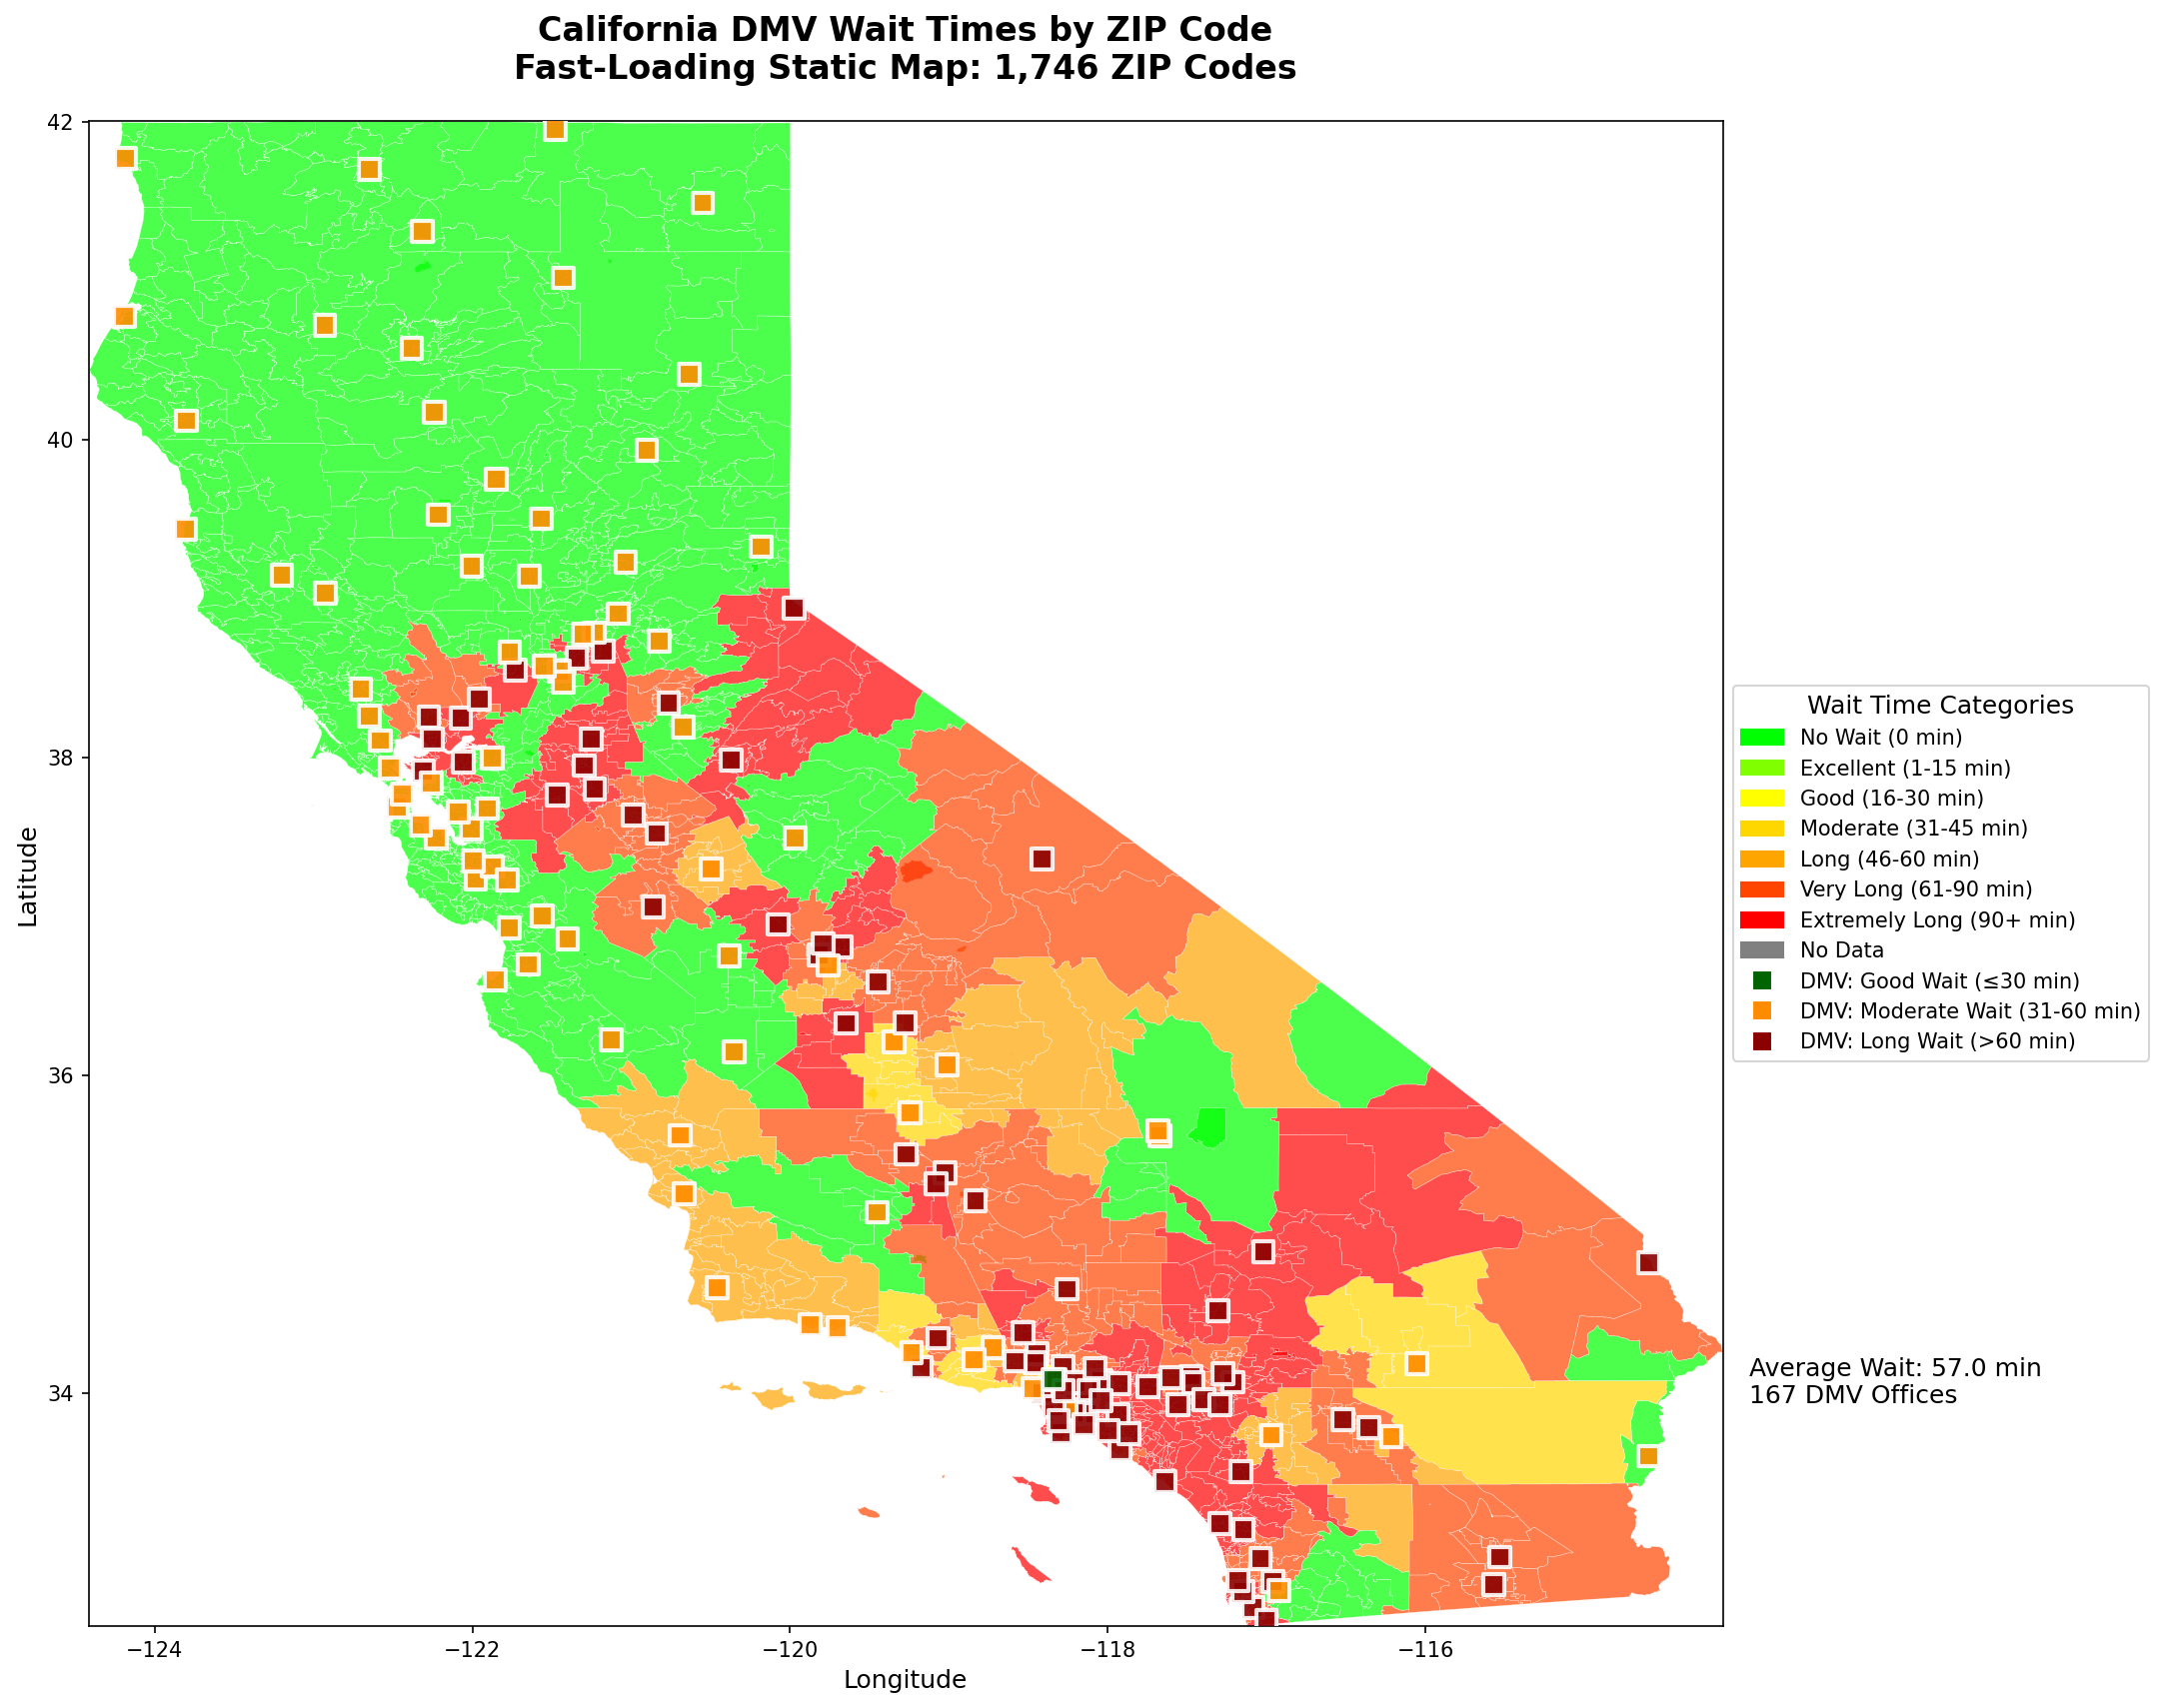 California DMV Wait Times by ZIP Code
Fast-Loading Static Map: 1,746 ZIP Codes
42
40
38
36
34
Latitude
−124
−122
−120
−118
−116
Longitude
Wait Time Categories
No Wait (0 min)
Excellent (1-15 min)
Good (16-30 min)
Moderate (31-45 min)
Long (46-60 min)
Very Long (61-90 min)
Extremely Long (90+ min)
No Data
DMV: Good Wait (≤30 min)
DMV: Moderate Wait (31-60 min)
DMV: Long Wait (>60 min)
Average Wait: 57.0 min
167 DMV Offices